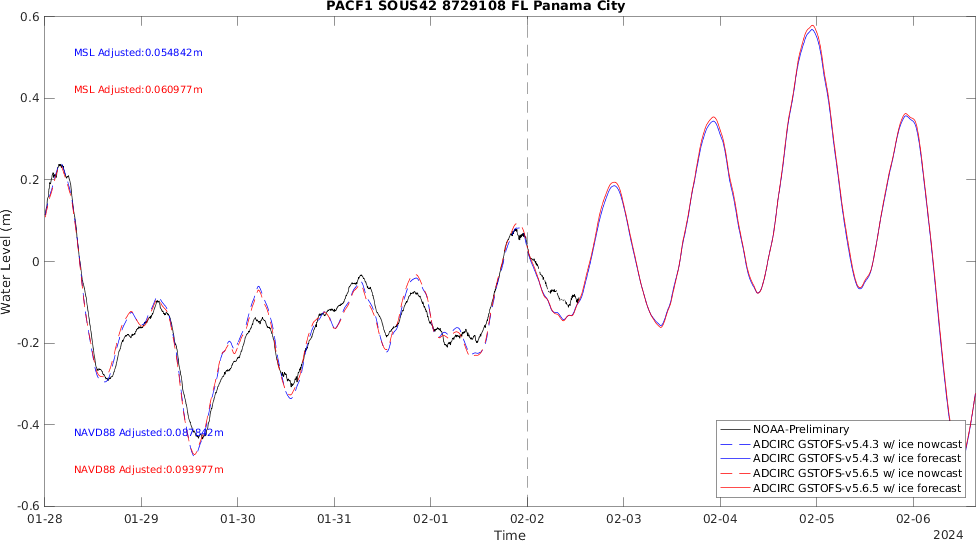 PACF1 SOUS42 8729108 FL Panama City
0.6
MSL Adjusted:0.054842m
MSL Adjusted:0.060977m
0.4
0.2
0
-0.2
-0.4
-0.6
Water Level (m)
NAVD88 Adjusted:0.087842m
NAVD88 Adjusted:0.093977m
NOAA-Preliminary
ADCIRC GSTOFS-v5.4.3 w/ ice nowcast
ADCIRC GSTOFS-v5.4.3 w/ ice forecast
ADCIRC GSTOFS-v5.6.5 w/ ice nowcast
ADCIRC GSTOFS-v5.6.5 w/ ice forecast
01-28 01-29 01-30 01-31 02-01 02-02 02-03 02-04 02-05 02-06
Time
2024